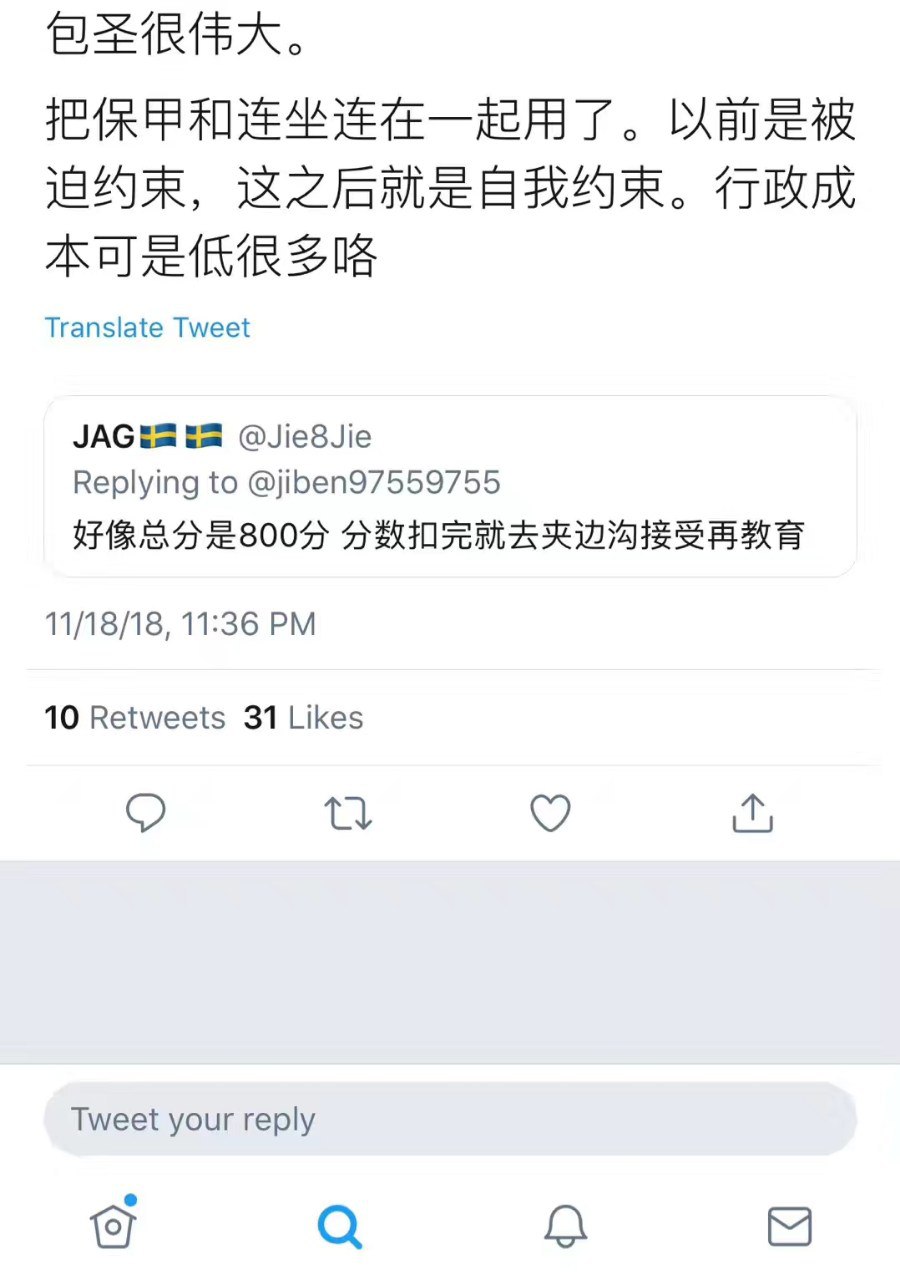 包圣很伟大。
把保甲和连坐连在一起用了。以前是被
迫约束，这之后就是自我约束。行政成
本可是低很多咯
Translate Tweet
JAG🇸🇪🇸🇪 @Jie8Jie
Replying to @jiben97559755
好像总分是800分 分数扣完就去夹边沟接受再教育
11/18/18, 11:36 PM
10 Retweets 31 Likes
Tweet your reply